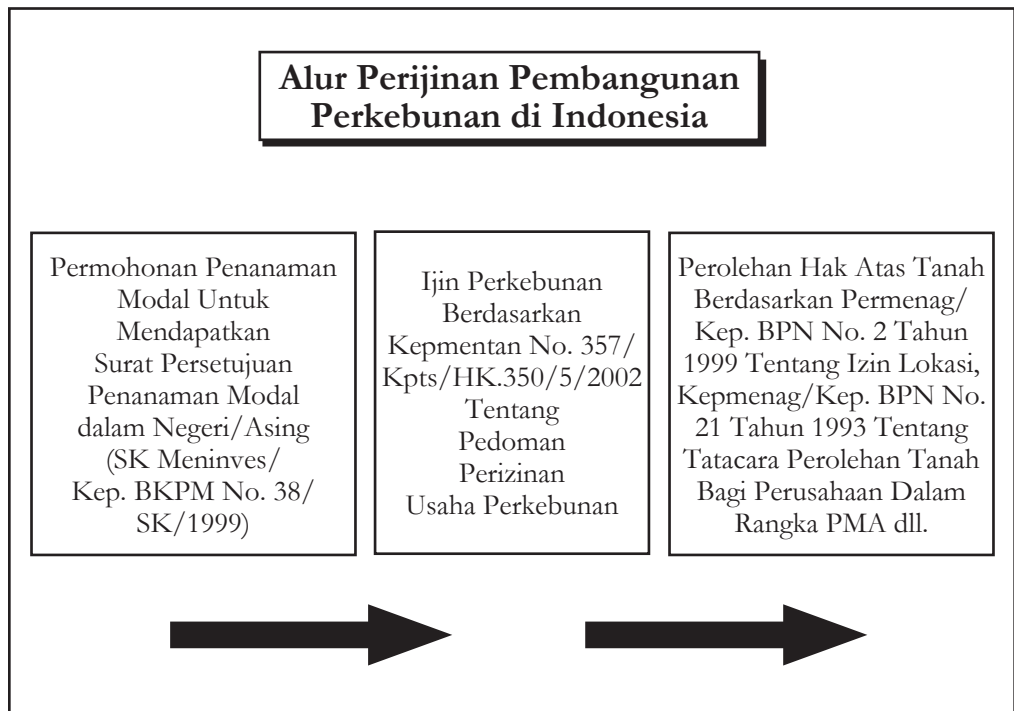 Alur Perijinan Pembangunan
Perkebunan di Indonesia
Permohonan Penanaman
Modal Untuk
Mendapatkan
Surat Persetujuan
Penanaman Modal
dalam Negeri/Asing
(SK Meninves/
Kep. BKPM No. 38/
SK/1999)
Ijin Perkebunan
Berdasarkan
Kepmentan No. 357/
Kpts/HK.350/5/2002
Tentang
Pedoman
Perizinan
Usaha Perkebunan
Perolehan Hak Atas Tanah
Berdasarkan Permenag/
Kep. BPN No. 2 Tahun
1999 Tentang Izin Lokasi,
Kepmenag/Kep. BPN No.
21 Tahun 1993 Tentang
Tatacara Perolehan Tanah
Bagi Perusahaan Dalam
Rangka PMA dll.